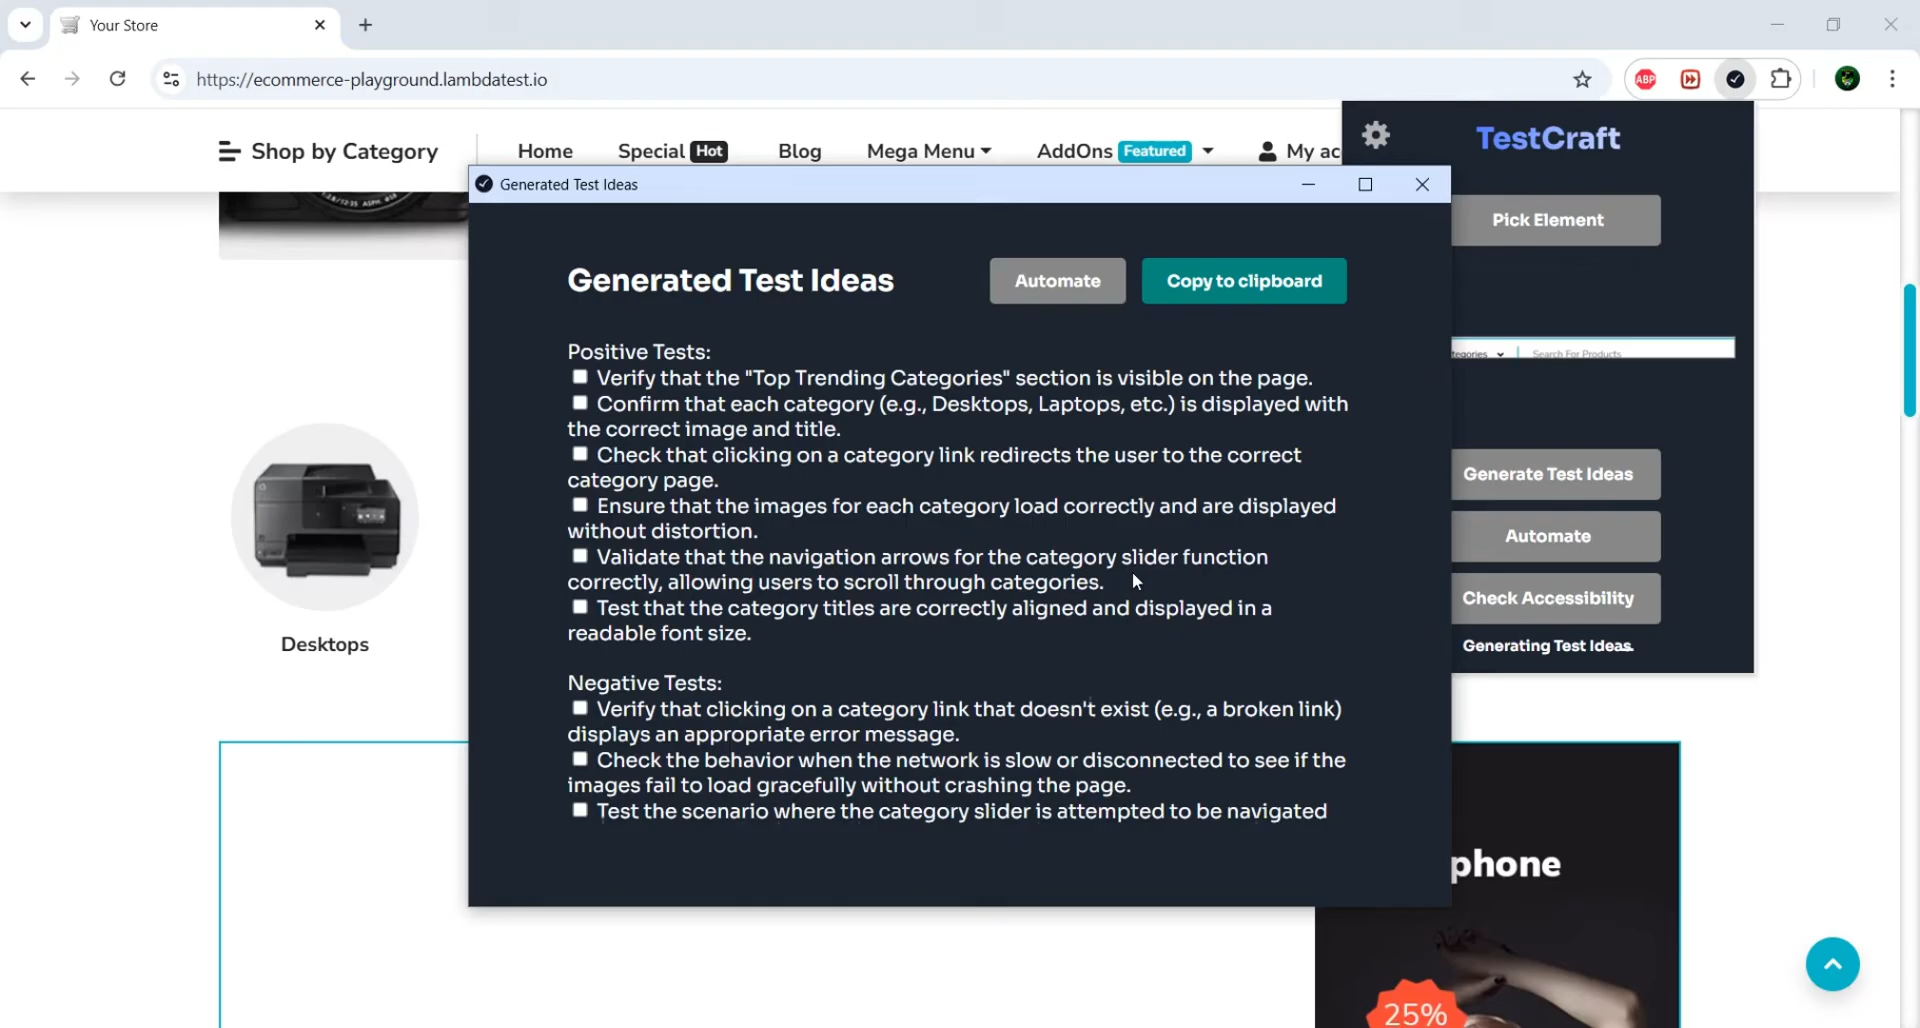 Your Store
https://ecommerce-playground.lambdatest.io
ABP
Shop by Category
Home
Special Hot
Blog
Mega Menu
AddOns Featured
My ac
TestCraft
Generated Test Ideas
Pick Element
Generated Test Ideas
Automate
Copy to clipboard
Positive Tests:
Verify that the "Top Trending Categories" section is visible on the page.
Confirm that each category (e.g., Desktops, Laptops, etc.) is displayed with
the correct image and title.
Check that clicking on a category link redirects the user to the correct
category page.
Ensure that the images for each category load correctly and are displayed
without distortion.
Validate that the navigation arrows for the category slider function
correctly, allowing users to scroll through categories.
Test that the category titles are correctly aligned and displayed in a
readable font size.
Negative Tests:
Verify that clicking on a category link that doesn't exist (e.g., a broken link)
displays an appropriate error message.
Check the behavior when the network is slow or disconnected to see if the
images fail to load gracefully without crashing the page.
Test the scenario where the category slider is attempted to be navigated
tegories
Search For Products
Generate Test Ideas
Automate
Check Accessibility
Generating Test Ideas..
Desktops
phone
25%